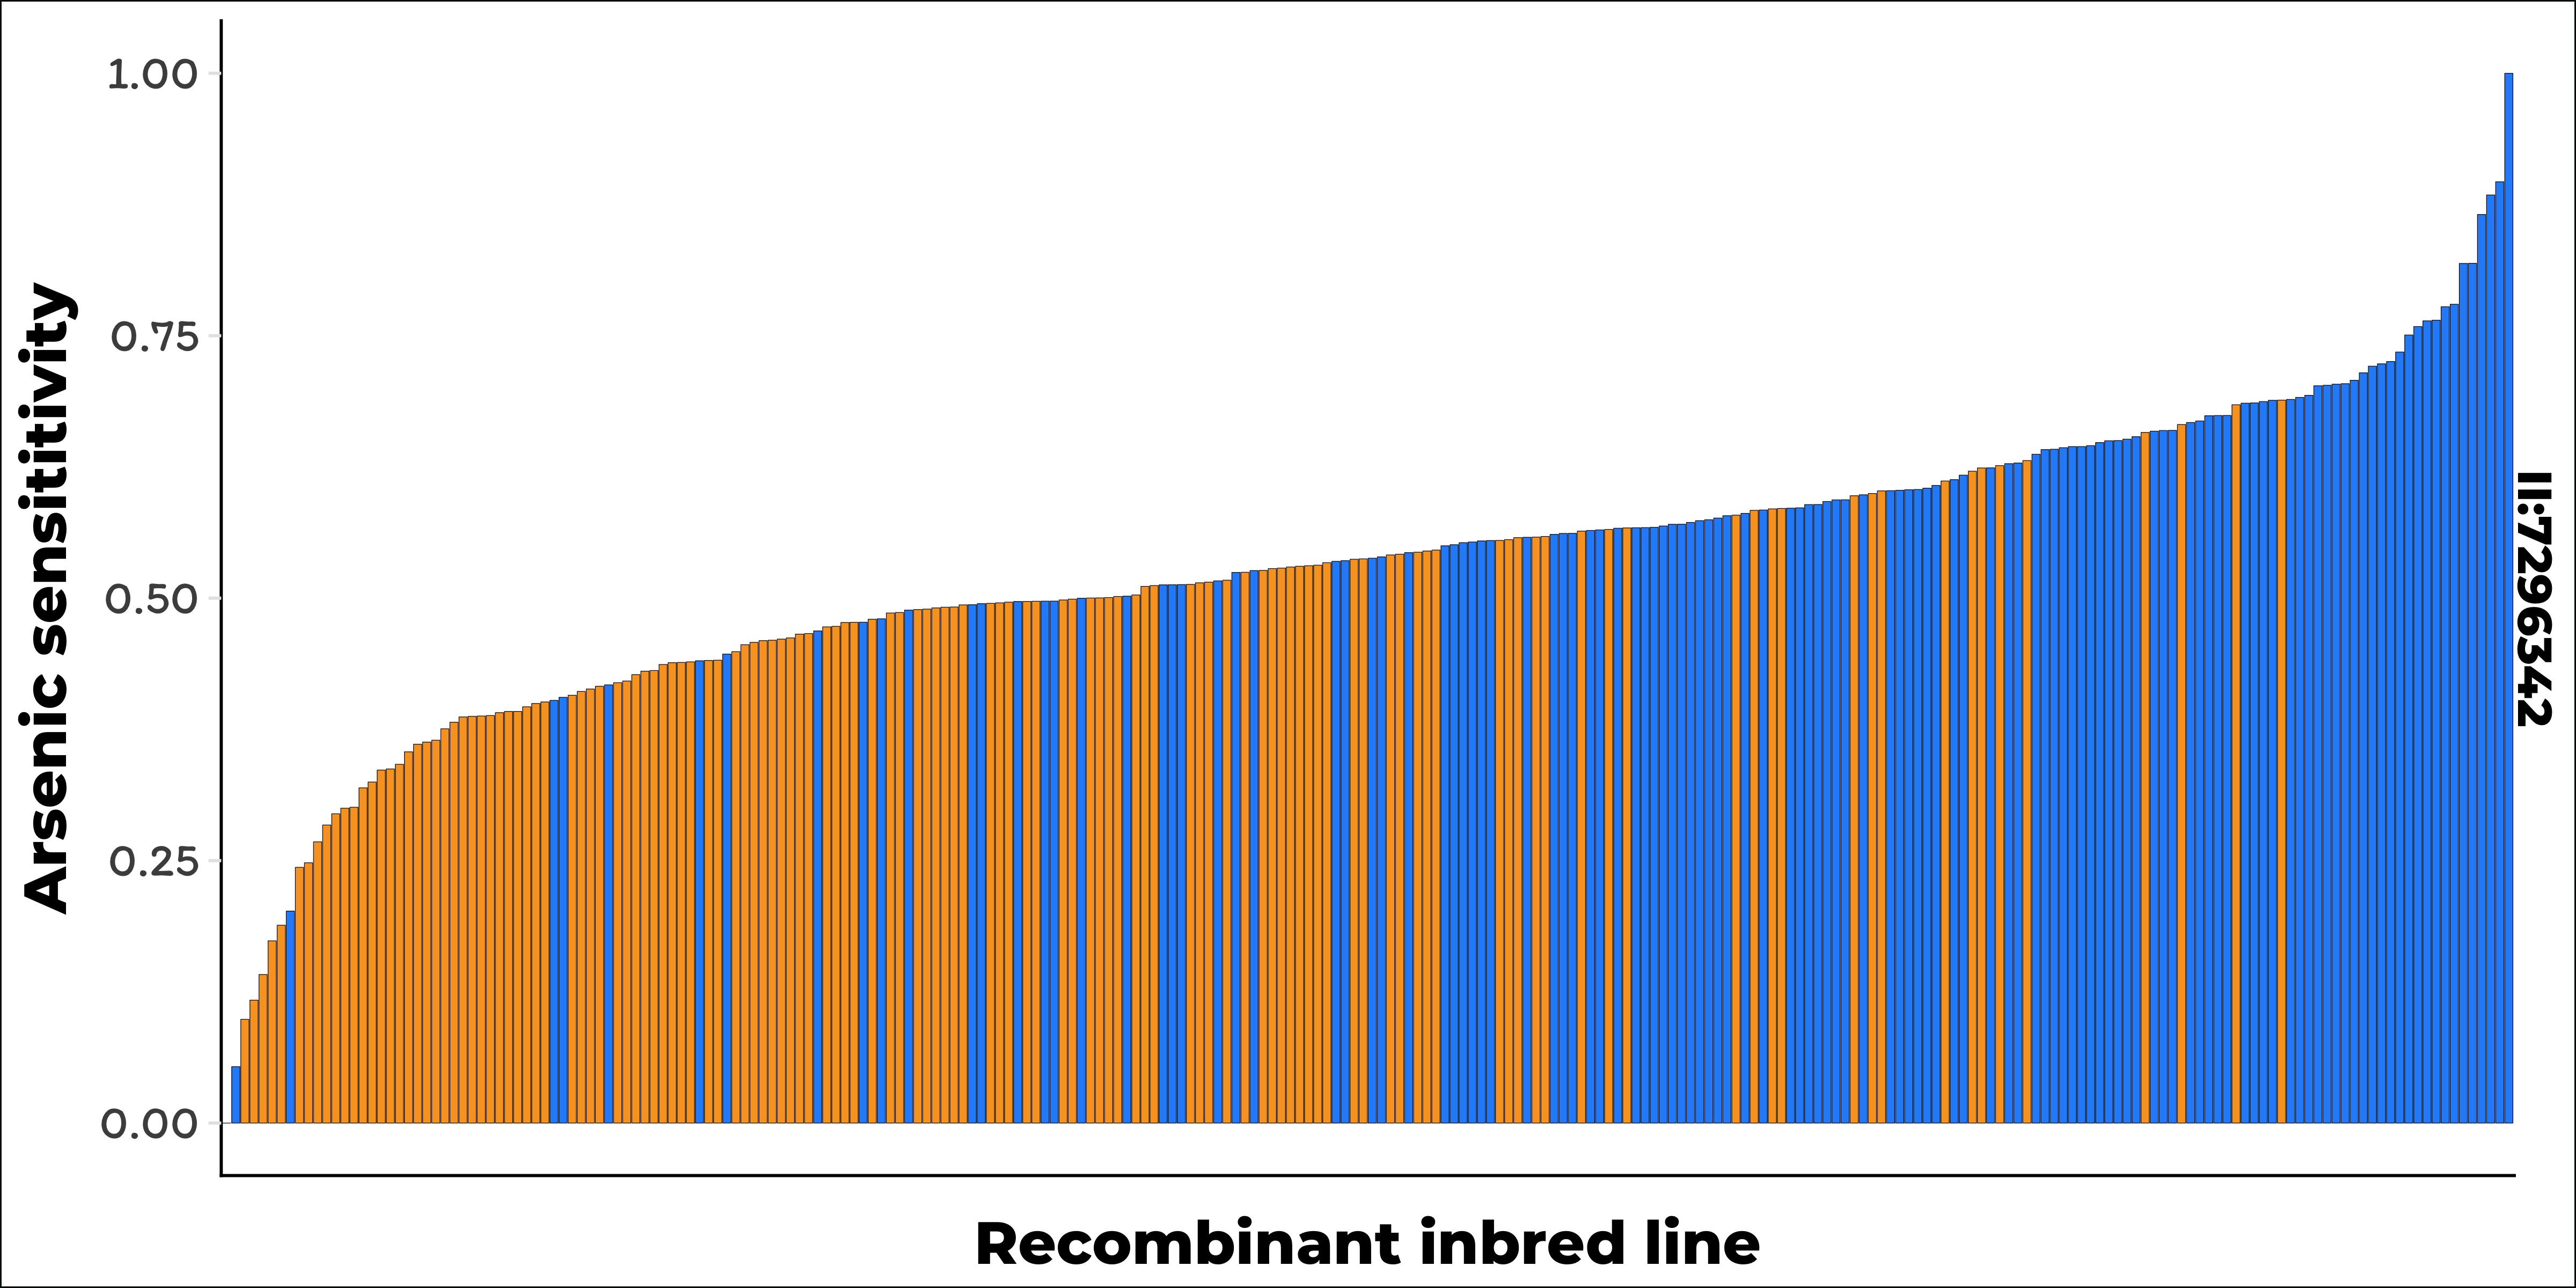 Arsenic sensititivity
1.00
0.75
0.50
0.25
0.00
Recombinant inbred line
II:7296342